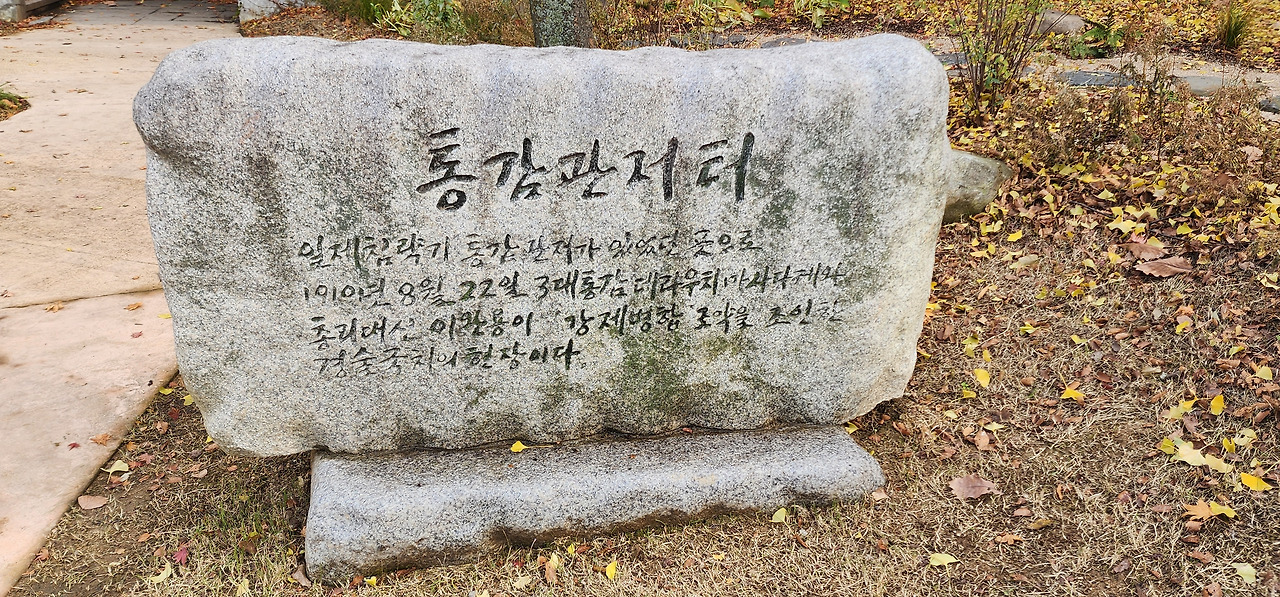 통감관저터
일제침략기 통감관저가 있었던 곳으로
1910년 8월 22일 3대통감 데라우치 마사다케와
총리대신 이완용이 '강제병합' 조약을 조인한
경술국치의 현장이다.